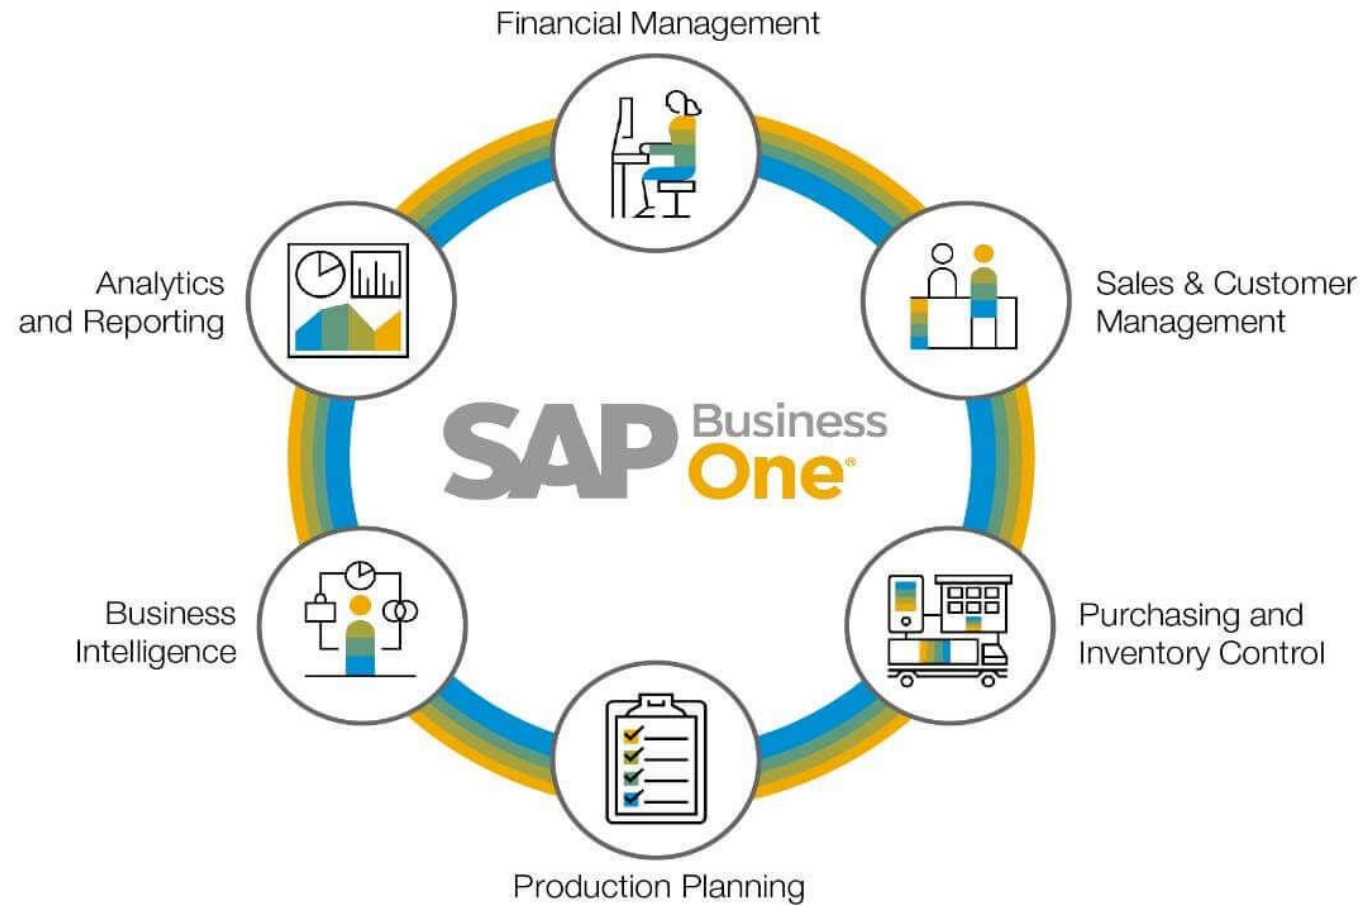 Financial Management
Sales & Customer
Management
Purchasing and
Inventory Control
Production Planning
Business
Intelligence
Analytics
and Reporting
SAP Business
One®